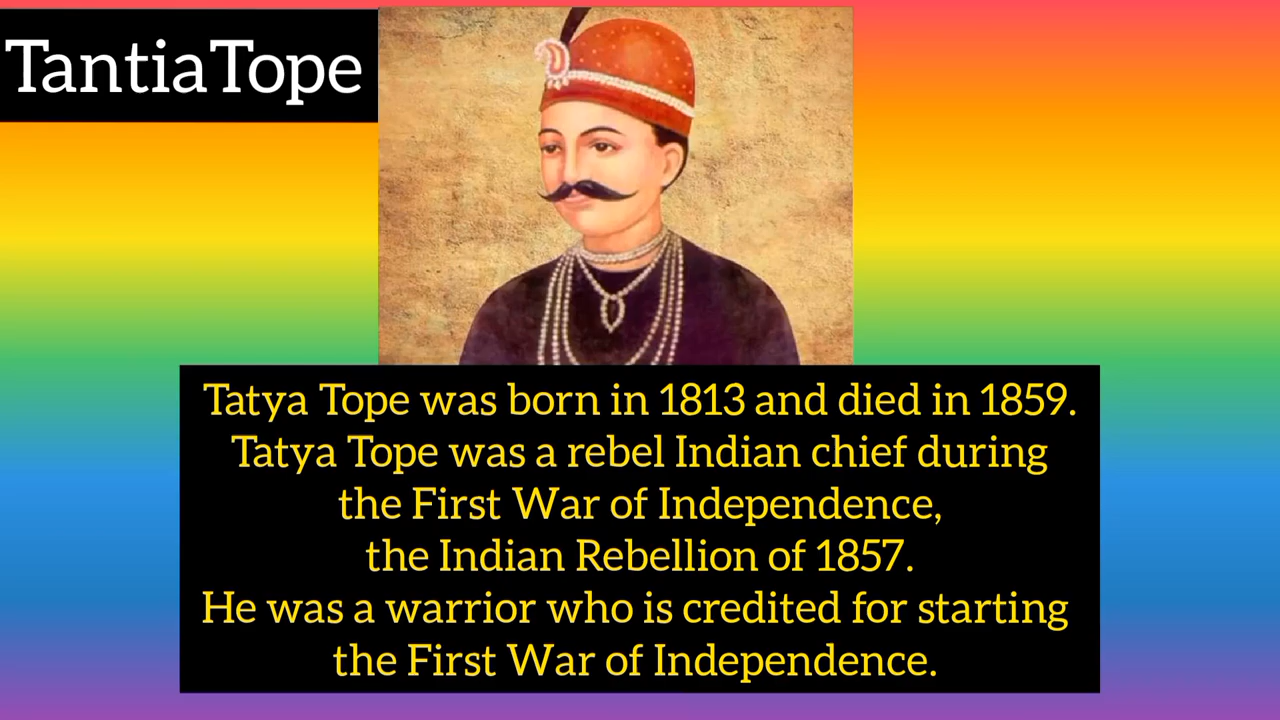 Tantia Tope
Tatya Tope was born in 1813 and died in 1859.
Tatya Tope was a rebel Indian chief during
the First War of Independence,
the Indian Rebellion of 1857.
He was a warrior who is credited for starting
the First War of Independence.